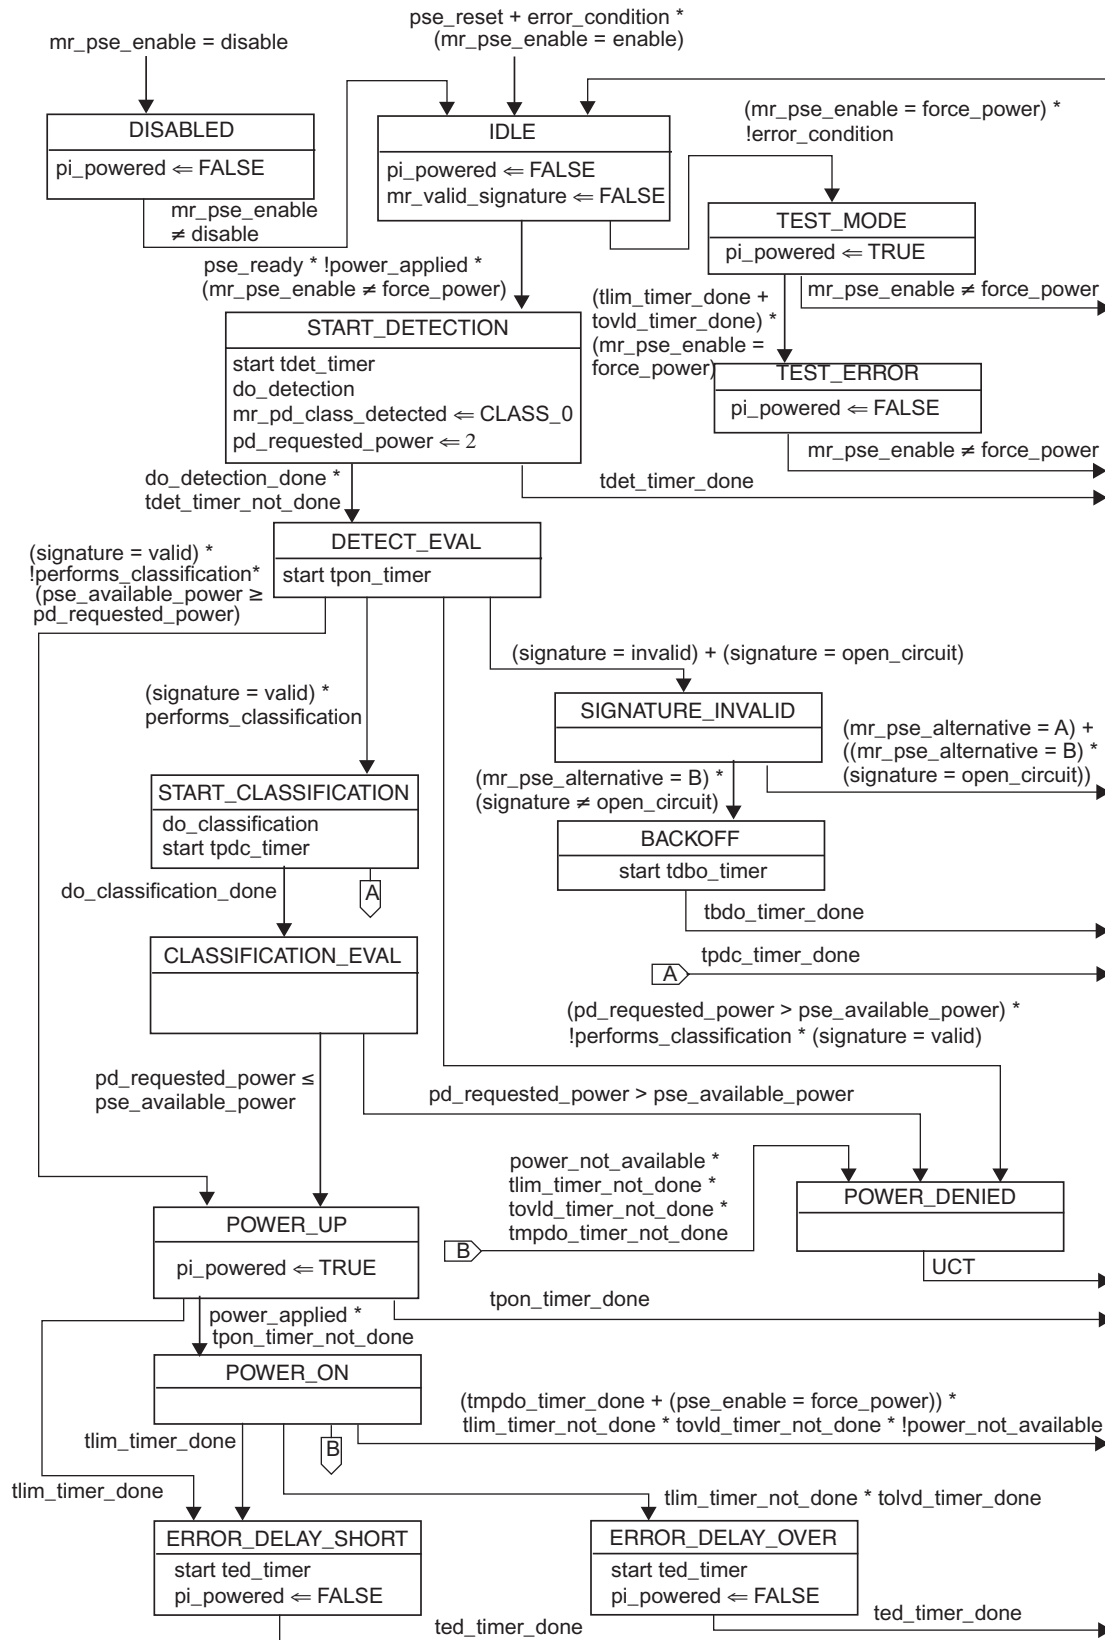 pse_reset + error_condition *
(mr_pse_enable = enable)
mr_pse_enable = disable
DISABLED
pi_powered ⇐ FALSE
mr_pse_enable
≠ disable
IDLE
pi_powered ⇐ FALSE
mr_valid_signature ⇐ FALSE
(mr_pse_enable = force_power) *
!error_condition
TEST_MODE
pi_powered ⇐ TRUE
mr_pse_enable ≠ force_power
pse_ready * !power_applied *
(mr_pse_enable ≠ force_power)
START_DETECTION
start tdet_timer
do_detection
mr_pd_class_detected ⇐ CLASS_0
pd_requested_power ⇐ 2
(tlim_timer_done +
tovld_timer_done) *
(mr_pse_enable =
force_power)
TEST_ERROR
pi_powered ⇐ FALSE
mr_pse_enable ≠ force_power
do_detection_done *
tdet_timer_not_done
tdet_timer_done
DETECT_EVAL
start tpon_timer
(signature = valid) *
!performs_classification*
(pse_available_power ≥
pd_requested_power)
(signature = invalid) + (signature = open_circuit)
(signature = valid) *
performs_classification
SIGNATURE_INVALID
(mr_pse_alternative = A) +
((mr_pse_alternative = B) *
(signature = open_circuit))
(mr_pse_alternative = B) *
(signature ≠ open_circuit)
START_CLASSIFICATION
do_classification
start tpdc_timer
BACKOFF
start tdbo_timer
do_classification_done
A
tbdo_timer_done
CLASSIFICATION_EVAL
tpdc_timer_done
A
(pd_requested_power > pse_available_power) *
!performs_classification * (signature = valid)
pd_requested_power ≤
pse_available_power
pd_requested_power > pse_available_power
power_not_available *
tlim_timer_not_done *
tovld_timer_not_done *
tmpdo_timer_not_done
B
POWER_DENIED
UCT
POWER_UP
pi_powered ⇐ TRUE
tpon_timer_done
power_applied *
tpon_timer_not_done
POWER_ON
(tmpdo_timer_done + (pse_enable = force_power)) *
tlim_timer_not_done * tovld_timer_not_done * !power_not_available
tlim_timer_done
B
tlim_timer_done
tlim_timer_not_done * tolvd_timer_done
ERROR_DELAY_SHORT
start ted_timer
pi_powered ⇐ FALSE
ERROR_DELAY_OVER
start ted_timer
pi_powered ⇐ FALSE
ted_timer_done
ted_timer_done